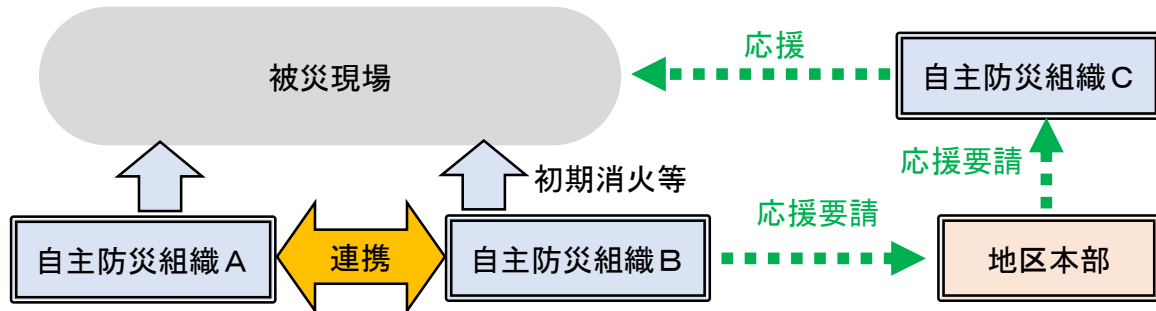 応援
被災現場
自主防災組織C
応援要請
初期消火等
応援要請
自主防災組織A
連携
自主防災組織B
地区本部